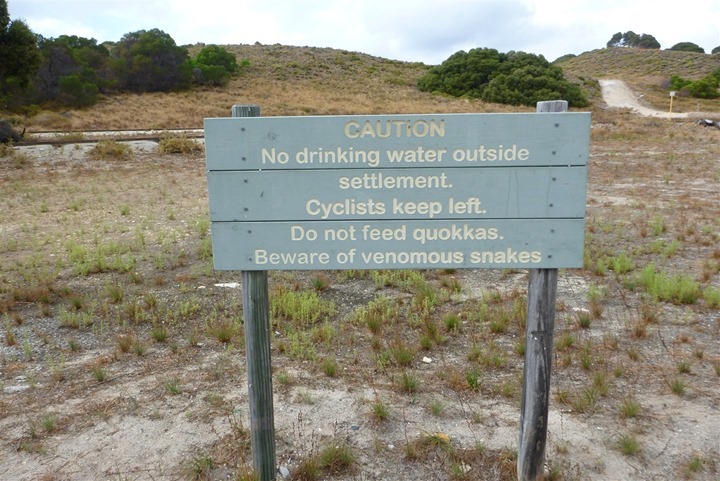 CAUTION
No drinking water outside
settlement.
Cyclists keep left.
Do not feed quokkas.
Beware of venomous snakes